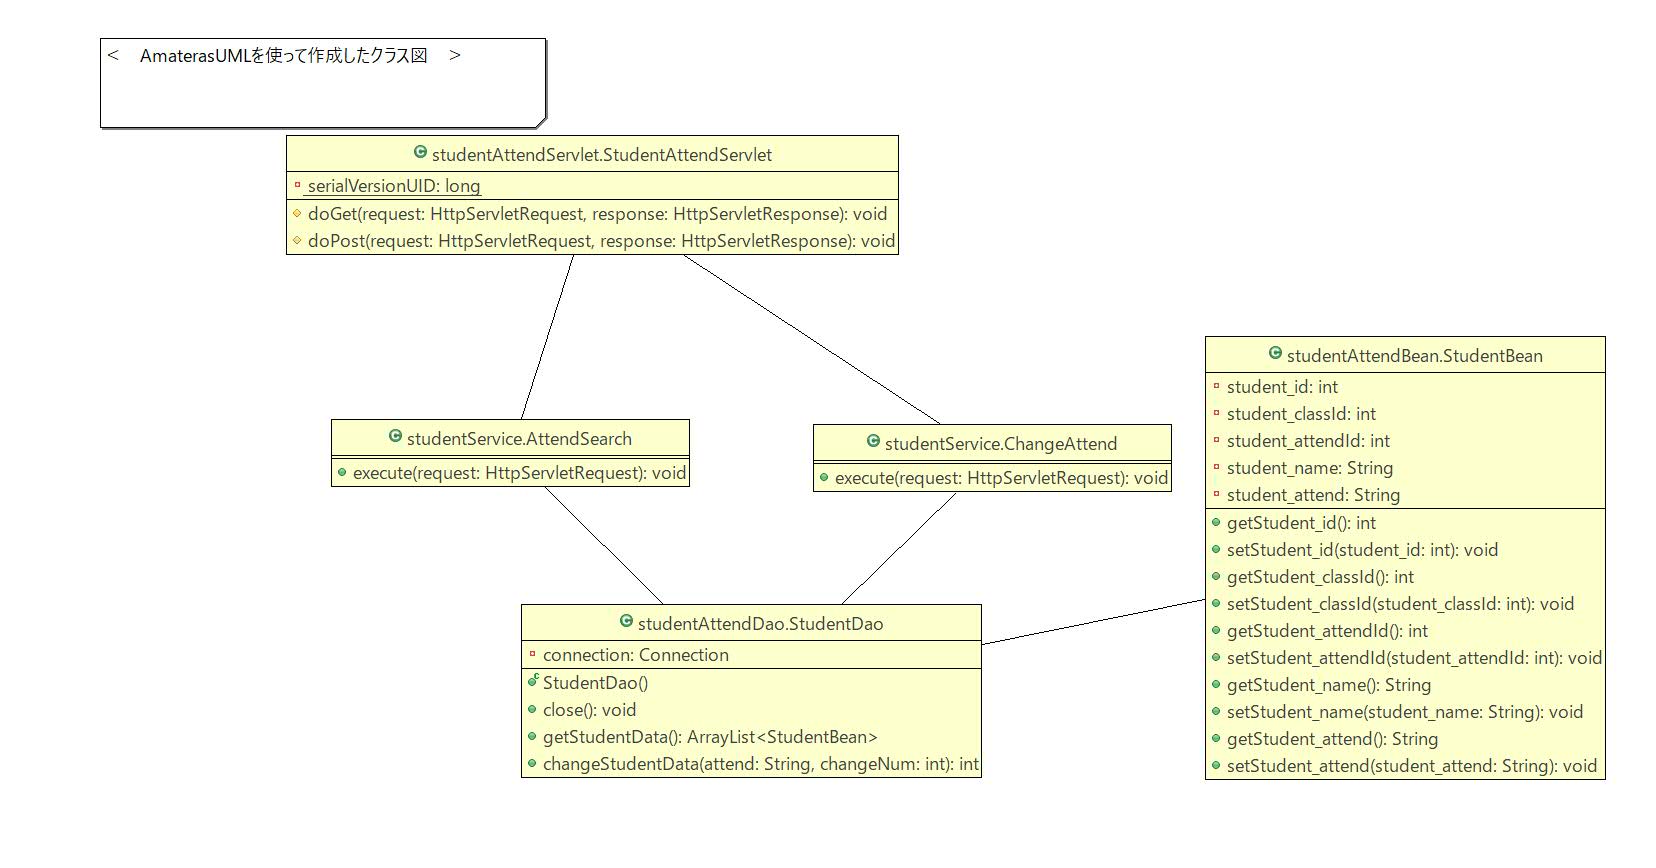 <　AmaterasUMLを使って作成したクラス図　>
studentAttendServlet.StudentAttendServlet
serialVersionUID: long
doGet(request: HttpServletRequest, response: HttpServletResponse): void
doPost(request: HttpServletRequest, response: HttpServletResponse): void
studentService.AttendSearch
execute(request: HttpServletRequest): void
studentService.ChangeAttend
execute(request: HttpServletRequest): void
studentAttendBean.StudentBean
student_id: int
student_classId: int
student_attendId: int
student_name: String
student_attend: String
getStudent_id(): int
setStudent_id(student_id: int): void
getStudent_classId(): int
setStudent_classId(student_classId: int): void
getStudent_attendId(): int
setStudent_attendId(student_attendId: int): void
getStudent_name(): String
setStudent_name(student_name: String): void
getStudent_attend(): String
setStudent_attend(student_attend: String): void
studentAttendDao.StudentDao
connection: Connection
StudentDao()
close(): void
getStudentData(): ArrayList<StudentBean>
changeStudentData(attend: String, changeNum: int): int